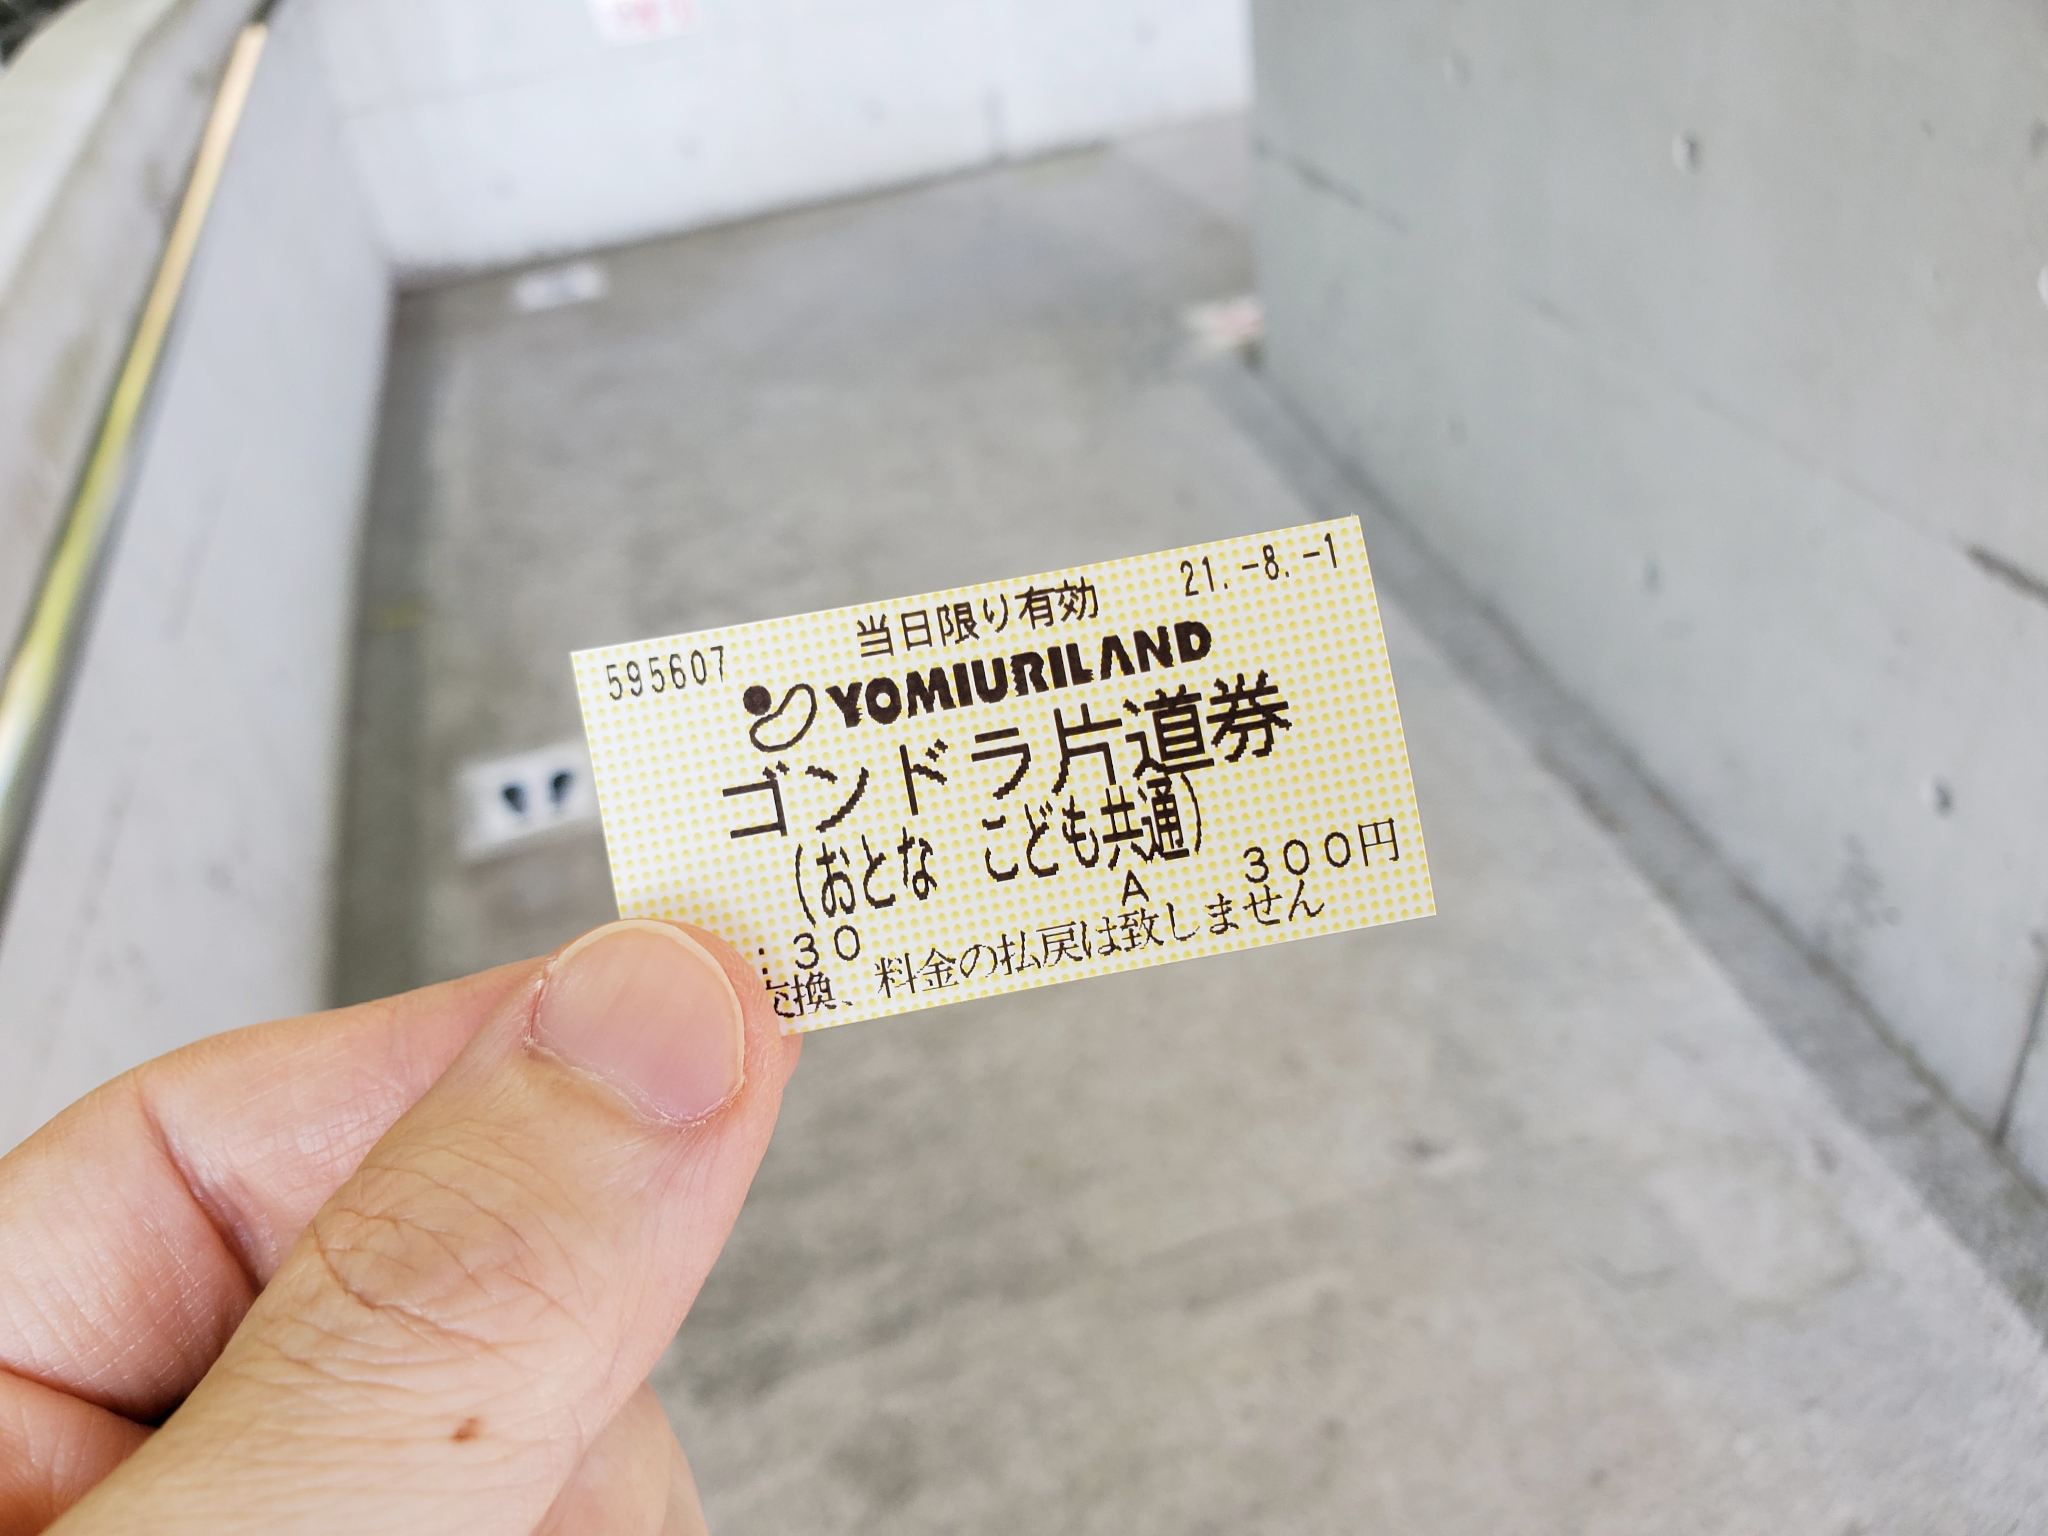 21.-8.-1
当日限り有効
595607
YOMIURILAND
ゴンドラ片道券
(おとな こども共通)
A 300円
:30
交換、料金の払戻は致しません